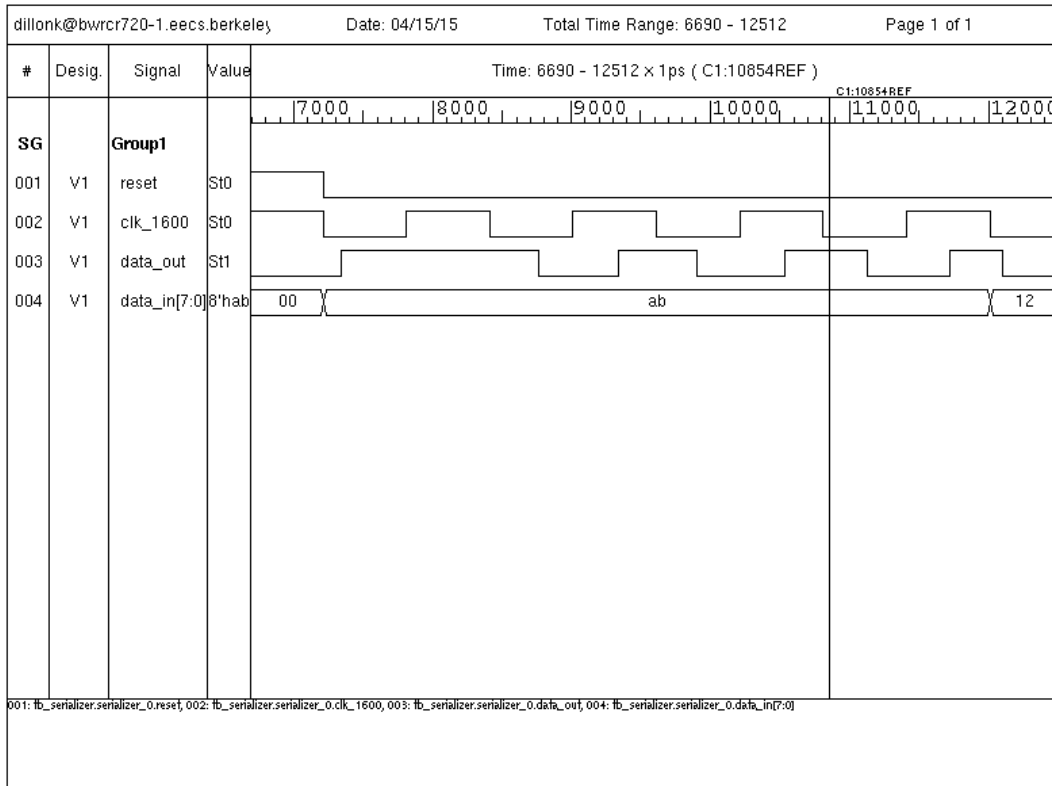 dillonk@bwrcr720-1.eecs.berkeley Date: 04/15/15 Total Time Range: 6690 - 12512 Page 1 of 1
# Desig. Signal Value Time: 6690 - 12512 x 1ps ( C1:10854REF )
C1:10854REF
7000 8000 9000 10000 11000 12000
SG Group1
001 V1 reset St0
002 V1 clk_1600 St0
003 V1 data_out St1
004 V1 data_in[7:0] 8'hab 00 ab 12
001: tb_serializer.serializer_0.reset, 002: tb_serializer.serializer_0.clk_1600, 003: tb_serializer.serializer_0.data_out, 004: tb_serializer.serializer_0.data_in[7:0]